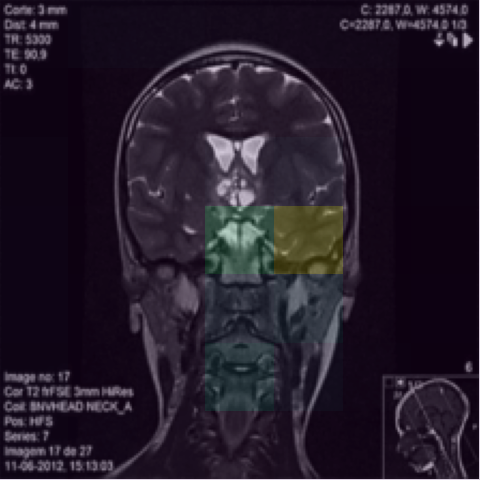 Corte: 3 mm
Dist: 4 mm
TR: 5300
TE: 90,9
TI: 0
AC: 3
C: 2287,0, W: 4574,0
C=2287,0, W=4574,0 1/3
6
Image no: 17
Cor T2 frFSE 3mm HiRes
Coil: 8NVHEAD NECK_A
Pos: HFS
Series: 7
Imagem 17 de 27
11-06-2012, 15:13:03